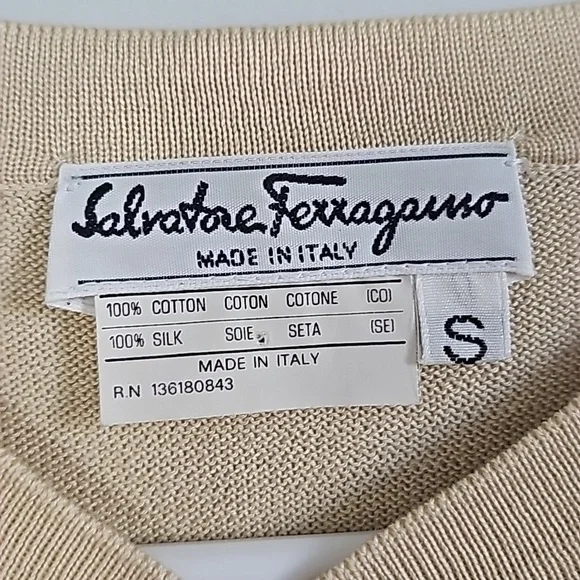 Salvatore Ferragamo
MADE IN ITALY
100% COTTON COTON COTONE (CO)
100% SILK SOIE SETA (SE)
MADE IN ITALY
R.N 136180843
S